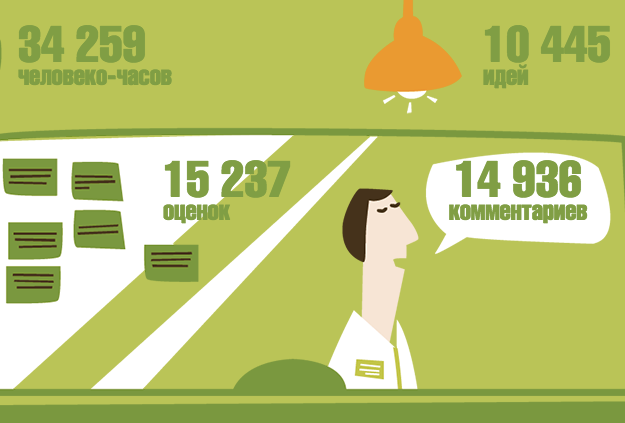 34 259
человеко-часов
10 445
идей
15 237
оценок
14 936
комментариев